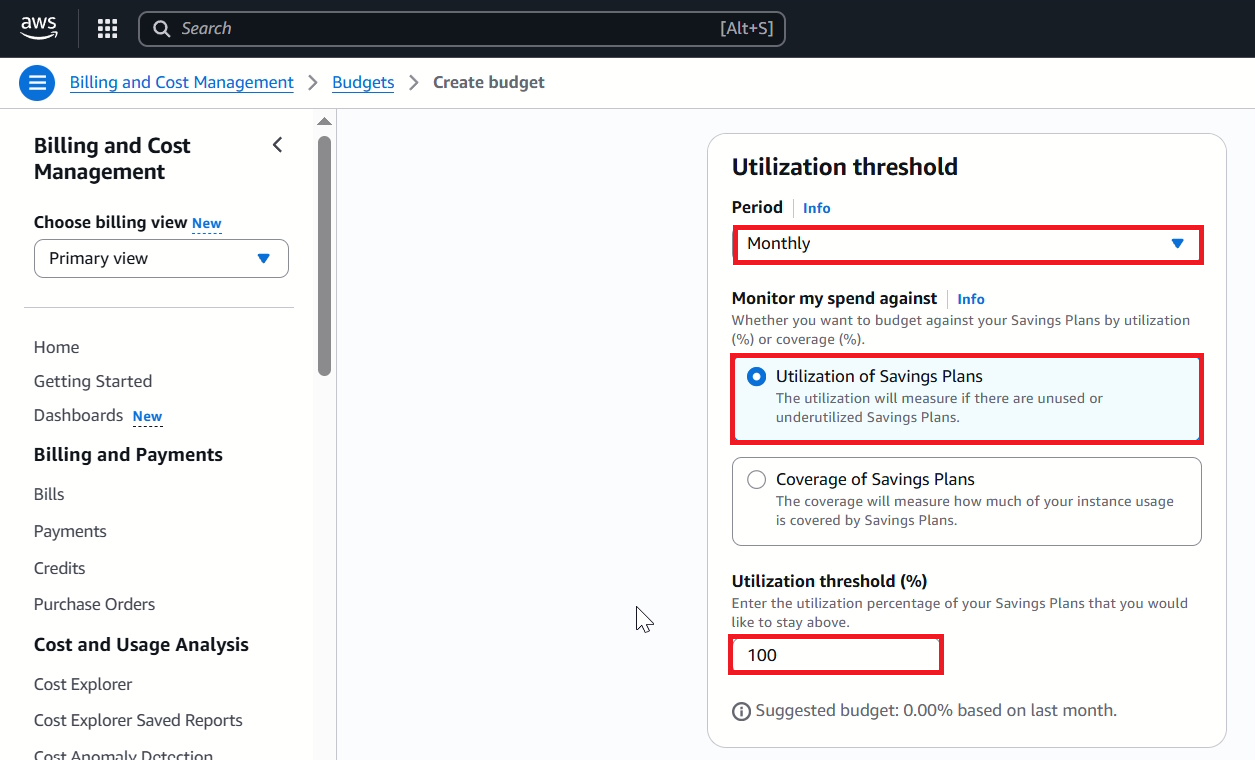 aws
Search [Alt+S]
Billing and Cost Management > Budgets > Create budget
Billing and Cost
Management
Choose billing view New
Primary view
Home
Getting Started
Dashboards New
Billing and Payments
Bills
Payments
Credits
Purchase Orders
Cost and Usage Analysis
Cost Explorer
Cost Explorer Saved Reports
Cost Anomaly Detection
Utilization threshold
Period Info
Monthly
Monitor my spend against Info
Whether you want to budget against your Savings Plans by utilization
(%) or coverage (%).
Utilization of Savings Plans
The utilization will measure if there are unused or
underutilized Savings Plans.
Coverage of Savings Plans
The coverage will measure how much of your instance usage
is covered by Savings Plans.
Utilization threshold (%)
Enter the utilization percentage of your Savings Plans that you would
like to stay above.
100
Suggested budget: 0.00% based on last month.